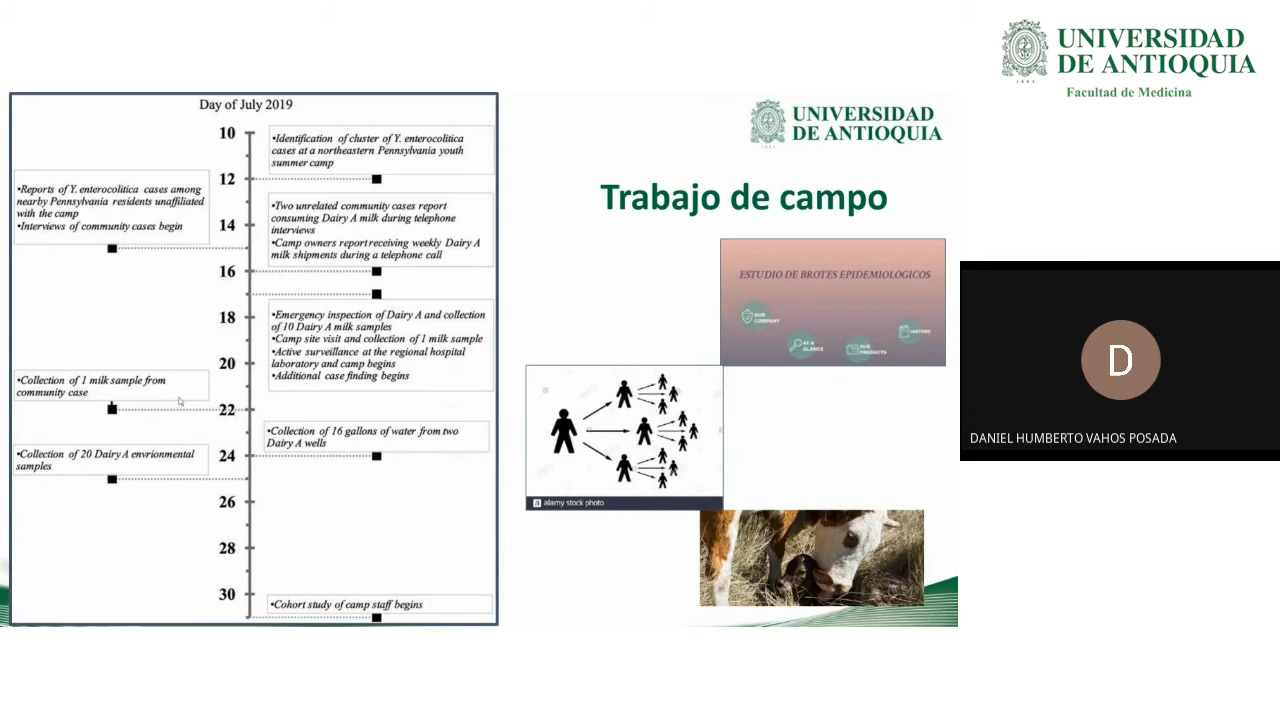 UNIVERSIDAD
DE ANTIOQUIA
1803
Facultad de Medicina
Day of July 2019
10
12
14
16
18
20
22
24
26
28
30
•Identification of cluster of Y. enterocolitica
cases at a northeastern Pennsylvania youth
summer camp
•Reports of Y. enterocolitica cases among
nearby Pennsylvania residents unaffiliated
with the camp
•Interviews of community cases begin
•Two unrelated community cases report
consuming Dairy A milk during telephone
interviews
•Camp owners report receiving weekly Dairy A
milk shipments during a telephone call
•Emergency inspection of Dairy A and collection
of 10 Dairy A milk samples
•Camp site visit and collection of 1 milk sample
•Active surveillance at the regional hospital
laboratory and camp begins
•Additional case finding begins
•Collection of 1 milk sample from
community case
•Collection of 16 gallons of water from two
Dairy A wells
•Collection of 20 Dairy A envrionmental
samples
•Cohort study of camp staff begins
UNIVERSIDAD
DE ANTIOQUIA
Trabajo de campo
ESTUDIO DE BROTES EPIDEMIOLOGICOS
OUR
COMPANY
AT A
GLANCE
OUR
PRODUCTS
HISTORY
a alamy stock photo
D
DANIEL HUMBERTO VAHOS POSADA